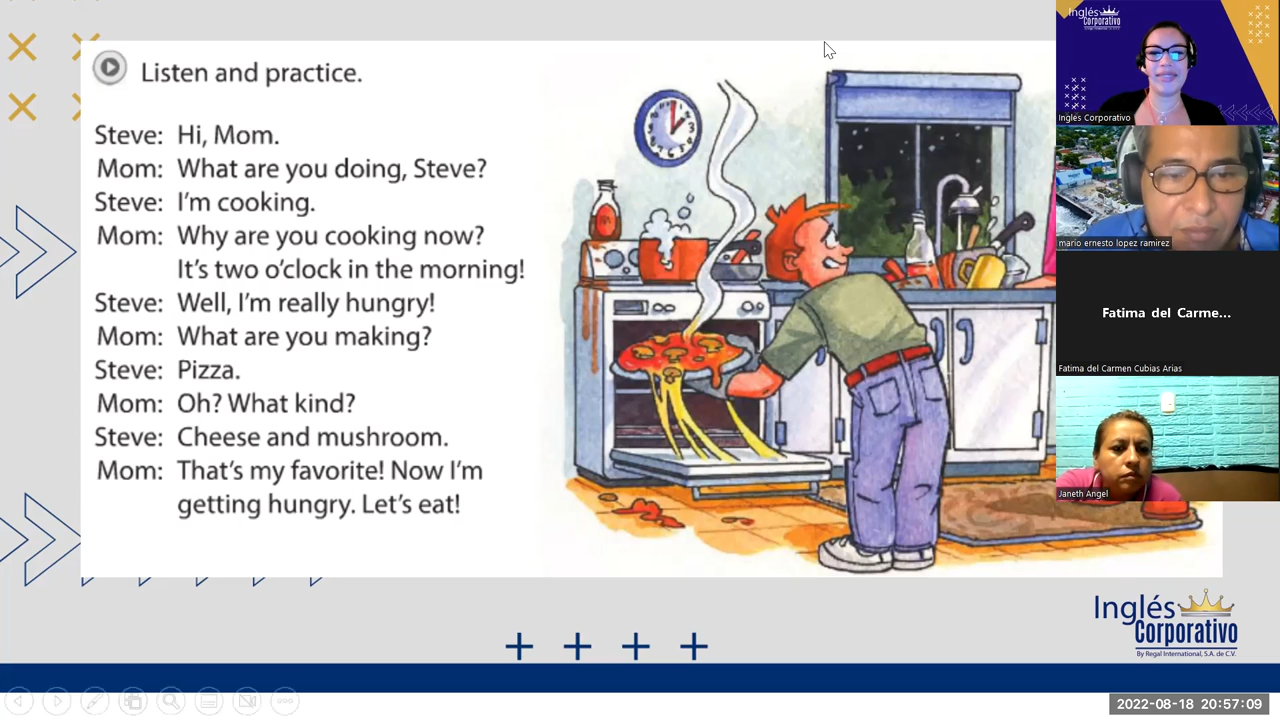 Listen and practice.
Steve: Hi, Mom.
Mom: What are you doing, Steve?
Steve: I'm cooking.
Mom: Why are you cooking now?
It's two o'clock in the morning!
Steve: Well, I'm really hungry!
Mom: What are you making?
Steve: Pizza.
Mom: Oh? What kind?
Steve: Cheese and mushroom.
Mom: That's my favorite! Now I'm
getting hungry. Let's eat!
Inglés
Corporativo
Ingles Corporativo
mario ernesto lopez ramirez
Fatima del Carme...
Fatima del Carmen Cubias Arias
Janeth Angel
Inglés
Corporativo
By Regal International, S.A. de C.V.
2022-08-18 20:57:09